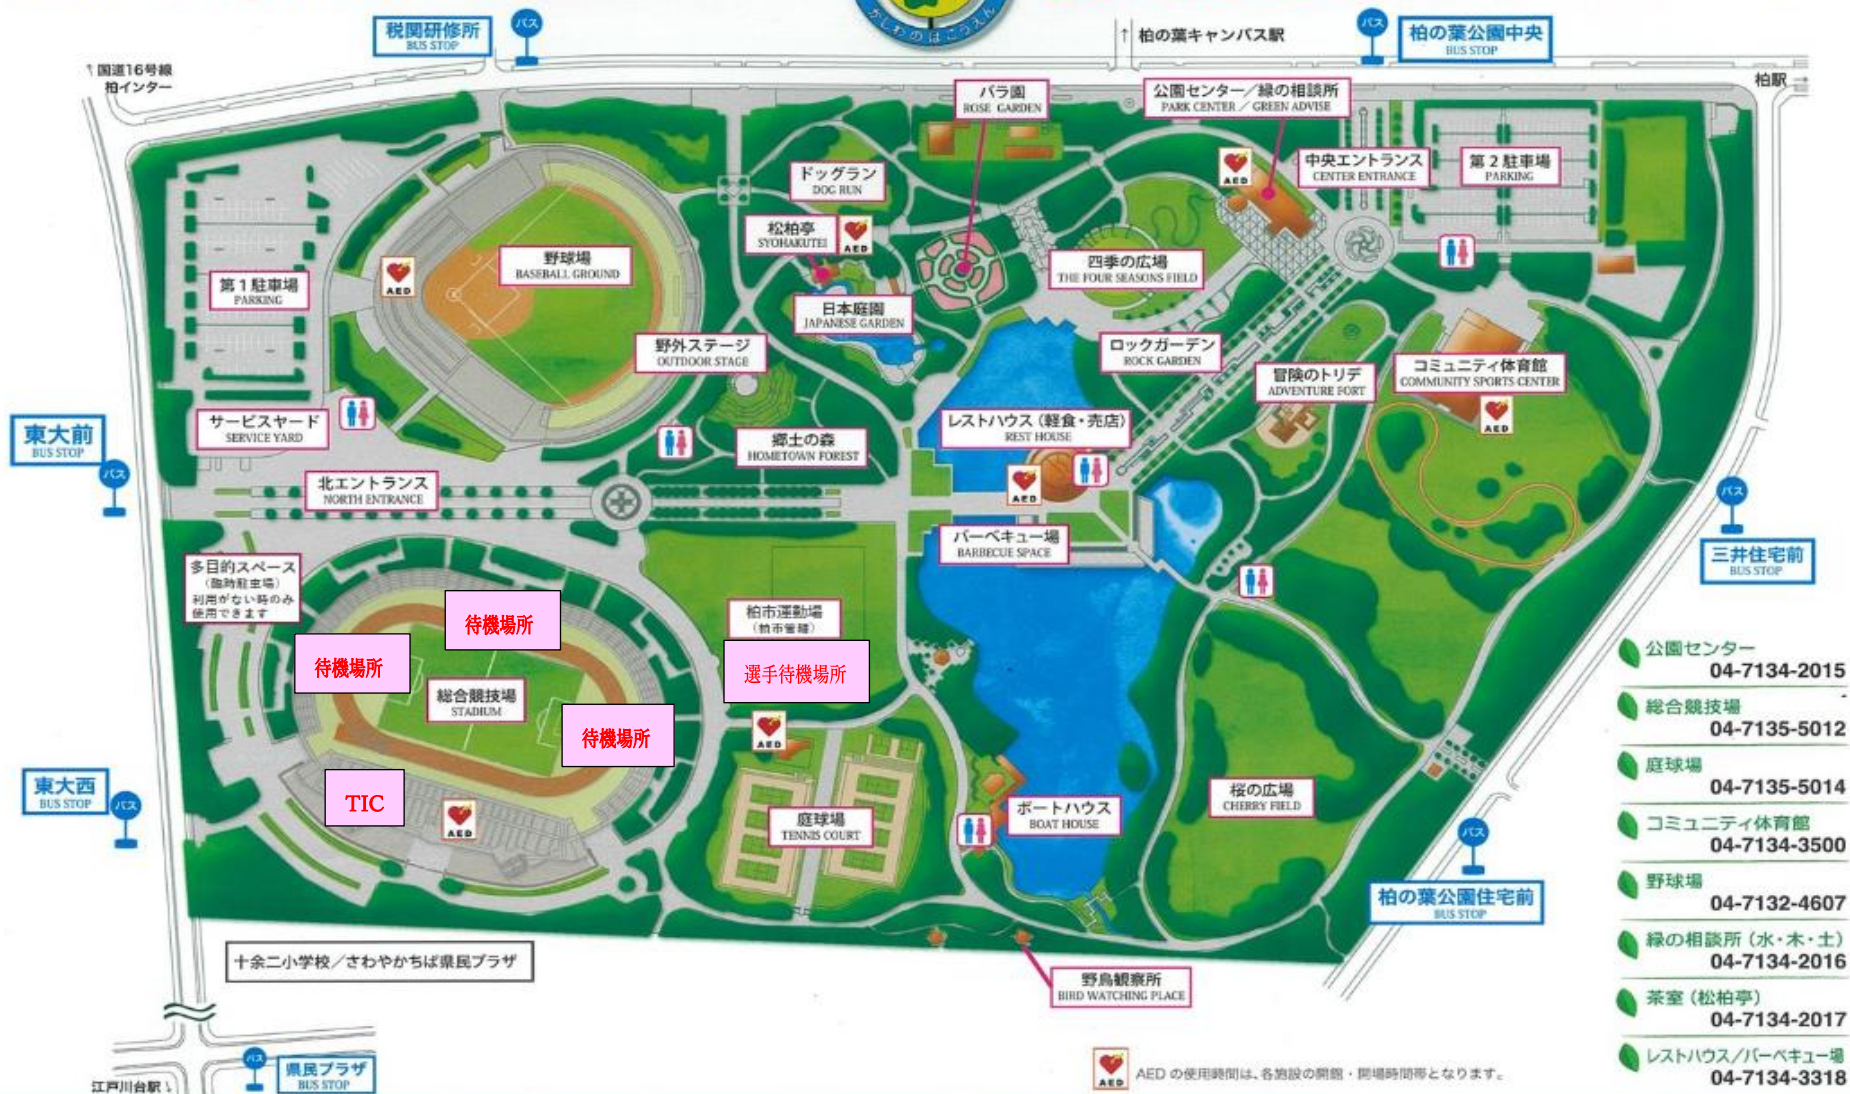 かしわのはこうえん
税関研修所
BUS STOP
バス
↑ 柏の葉キャンパス駅
バス
柏の葉公園中央
BUS STOP
↑国道16号線
柏インター
柏駅
バラ園
ROSE GARDEN
公園センター/緑の相談所
PARK CENTER / GREEN ADVISE
ドッグラン
DOG RUN
AED
中央エントランス
CENTER ENTRANCE
第2駐車場
PARKING
松柏亭
SYOHAKUTEI
AED
野球場
BASEBALL GROUND
四季の広場
THE FOUR SEASONS FIELD
第1駐車場
PARKING
AED
日本庭園
JAPANESE GARDEN
野外ステージ
OUTDOOR STAGE
ロックガーデン
ROCK GARDEN
冒険のトリデ
ADVENTURE FORT
コミュニティ体育館
COMMUNITY SPORTS CENTER
AED
サービスヤード
SERVICE YARD
レストハウス(軽食・売店)
REST HOUSE
東大前
BUS STOP
バス
郷土の森
HOMETOWN FOREST
北エントランス
NORTH ENTRANCE
AED
バス
三井住宅前
BUS STOP
バーベキュー場
BARBECUE SPACE
多目的スペース
(臨時駐車場)
利用がない時のみ
使用できます
待機場所
柏市運動場
(柏市管轄)
待機場所
選手待機場所
総合競技場
STADIUM
待機場所
AED
東大西
BUS STOP
バス
TIC
AED
庭球場
TENNIS COURT
ボートハウス
BOAT HOUSE
桜の広場
CHERRY FIELD
バス
柏の葉公園住宅前
BUS STOP
十余二小学校/さわやかちば県民プラザ
野鳥観察所
BIRD WATCHING PLACE
バス
県民プラザ
BUS STOP
江戸川台駅↓
AED
AEDの使用時間は、各施設の開館・開場時間帯となります。
公園センター
04-7134-2015
総合競技場
04-7135-5012
庭球場
04-7135-5014
コミュニティ体育館
04-7134-3500
野球場
04-7132-4607
緑の相談所(水・木・土)
04-7134-2016
茶室(松柏亭)
04-7134-2017
レストハウス/バーベキュー場
04-7134-3318